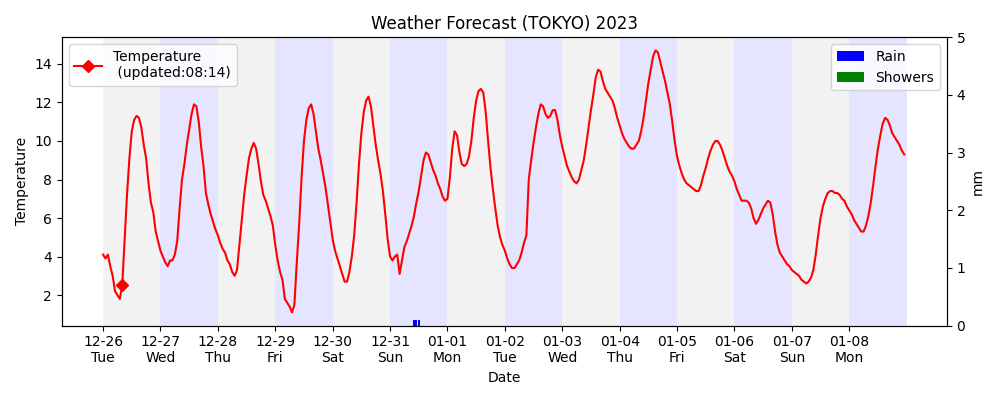 Weather Forecast (TOKYO) 2023
Temperature
(updated:08:14)
Rain
Showers
Temperature
14
12
10
8
6
4
2
5
4
3
2
1
0
mm
12-26 12-27 12-28 12-29 12-30 12-31 01-01 01-02 01-03 01-04 01-05 01-06 01-07 01-08
Tue Wed Thu Fri Sat Sun Mon Tue Wed Thu Fri Sat Sun Mon
Date